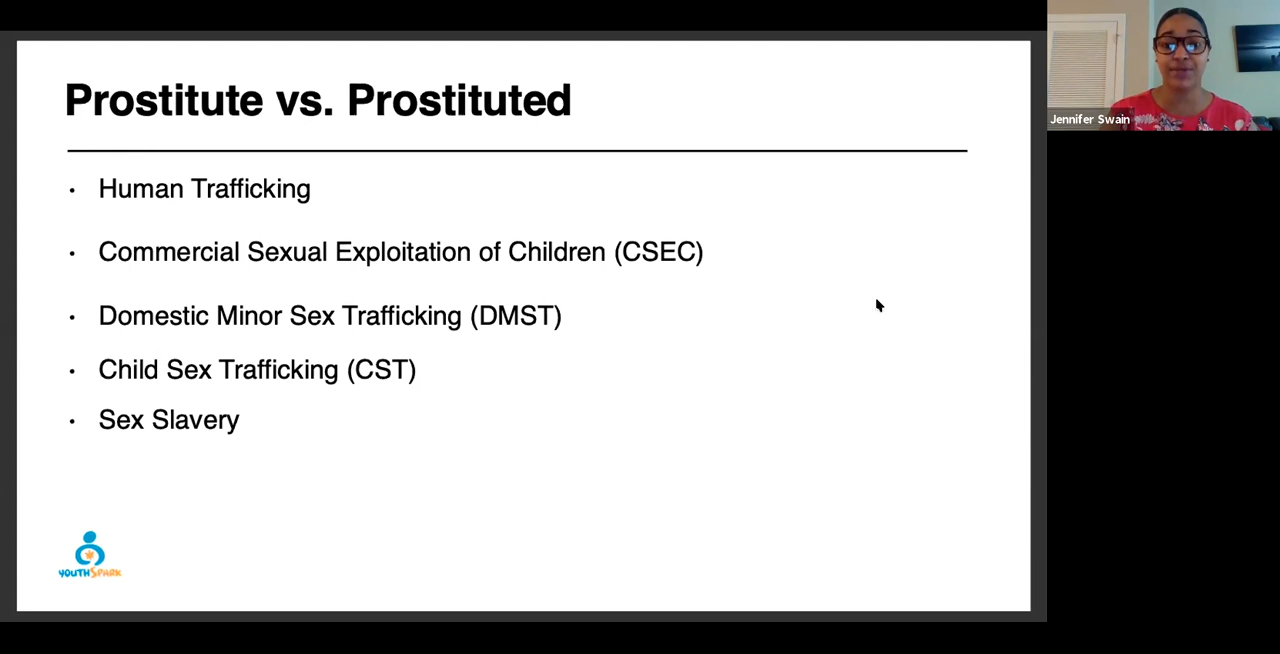 Prostitute vs. Prostituted
• Human Trafficking
• Commercial Sexual Exploitation of Children (CSEC)
• Domestic Minor Sex Trafficking (DMST)
• Child Sex Trafficking (CST)
• Sex Slavery
YOUTHSPARK
Jennifer Swain